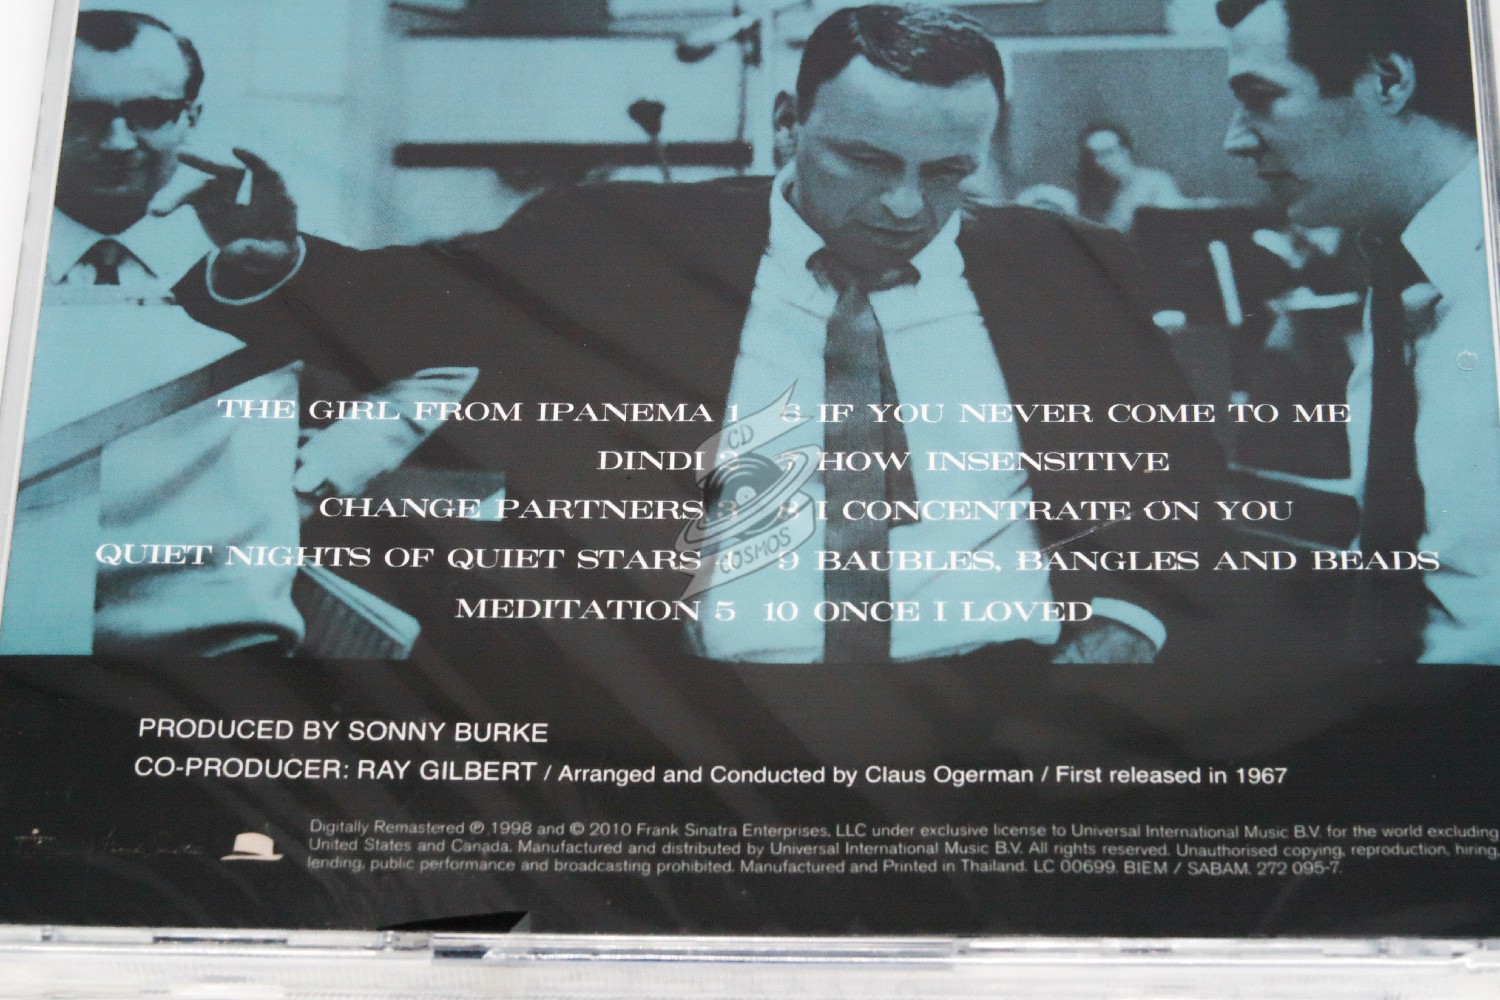 THE GIRL FROM IPANEMA 1
DINDI 2
CHANGE PARTNERS 3
QUIET NIGHTS OF QUIET STARS 4
MEDITATION 5
6 IF YOU NEVER COME TO ME
7 HOW INSENSITIVE
8 I CONCENTRATE ON YOU
9 BAUBLES, BANGLES AND BEADS
10 ONCE I LOVED
CD
COSMOS
PRODUCED BY SONNY BURKE
CO-PRODUCER: RAY GILBERT / Arranged and Conducted by Claus Ogerman / First released in 1967
Digitally Remastered ℗ 1998 and © 2010 Frank Sinatra Enterprises, LLC under exclusive license to Universal International Music B.V. for the world excluding
United States and Canada. Manufactured and distributed by Universal International Music B.V. All rights reserved. Unauthorised copying, reproduction, hiring,
lending, public performance and broadcasting prohibited. Manufactured and Printed in Thailand. LC 00699. BIEM / SABAM. 272 095-7.